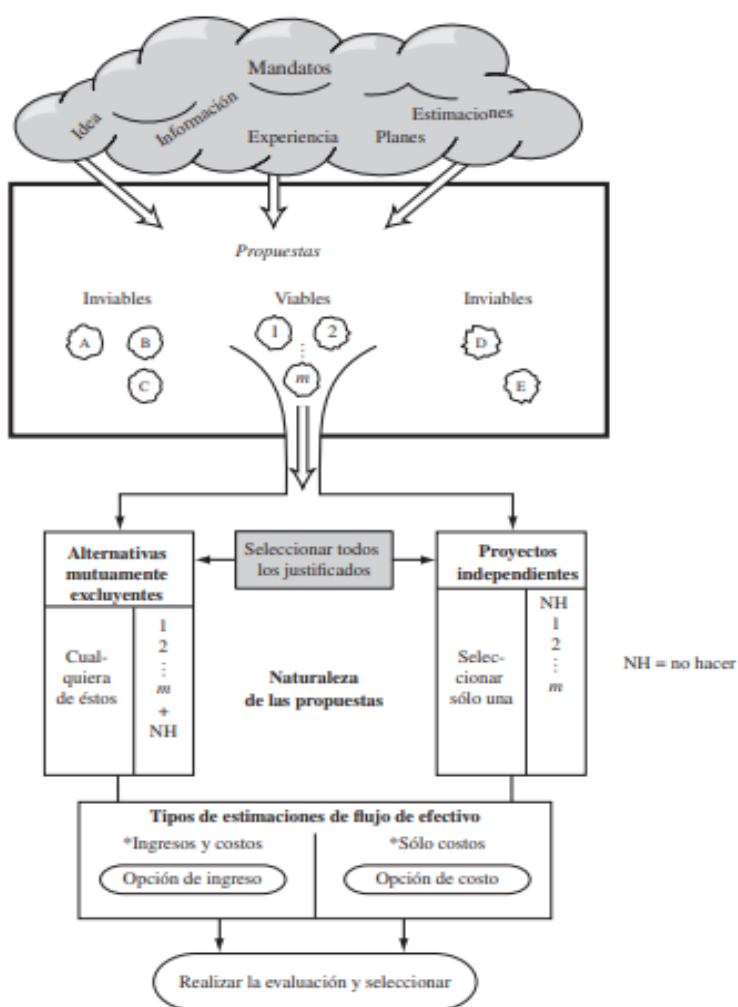 Mandatos
Idea
Información
Estimaciones
Experiencia
Planes
Propuestas
Inviables
Viables
Inviables
A
B
C
1
2
⋮
m
D
E
Alternativas
mutuamente
excluyentes
Cual-
quiera
de éstos
1
2
⋮
m
+
NH
Seleccionar todos
los justificados
Naturaleza
de las propuestas
Proyectos
independientes
Selec-
cionar
sólo una
NH
1
2
⋮
m
NH = no hacer
Tipos de estimaciones de flujo de efectivo
*Ingresos y costos
Opción de ingreso
*Sólo costos
Opción de costo
Realizar la evaluación y seleccionar